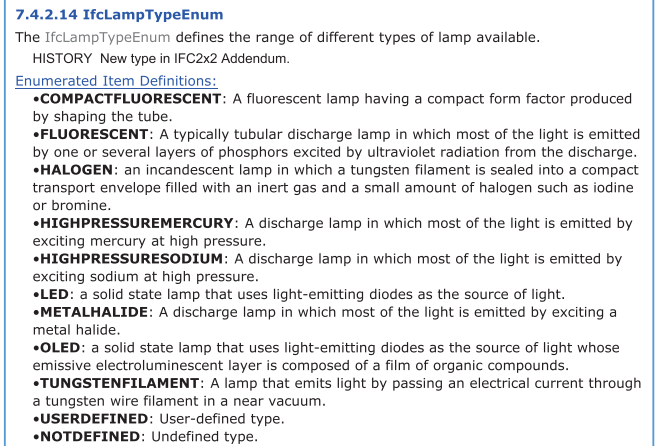 7.4.2.14 IfcLampTypeEnum
The IfcLampTypeEnum defines the range of different types of lamp available.
HISTORY New type in IFC2x2 Addendum.
Enumerated Item Definitions:
•COMPACTFLUORESCENT: A fluorescent lamp having a compact form factor produced
by shaping the tube.
•FLUORESCENT: A typically tubular discharge lamp in which most of the light is emitted
by one or several layers of phosphors excited by ultraviolet radiation from the discharge.
•HALOGEN: an incandescent lamp in which a tungsten filament is sealed into a compact
transport envelope filled with an inert gas and a small amount of halogen such as iodine
or bromine.
•HIGHPRESSUREMERCURY: A discharge lamp in which most of the light is emitted by
exciting mercury at high pressure.
•HIGHPRESSURESODIUM: A discharge lamp in which most of the light is emitted by
exciting sodium at high pressure.
•LED: a solid state lamp that uses light-emitting diodes as the source of light.
•METALHALIDE: A discharge lamp in which most of the light is emitted by exciting a
metal halide.
•OLED: a solid state lamp that uses light-emitting diodes as the source of light whose
emissive electroluminescent layer is composed of a film of organic compounds.
•TUNGSTENFILAMENT: A lamp that emits light by passing an electrical current through
a tungsten wire filament in a near vacuum.
•USERDEFINED: User-defined type.
•NOTDEFINED: Undefined type.